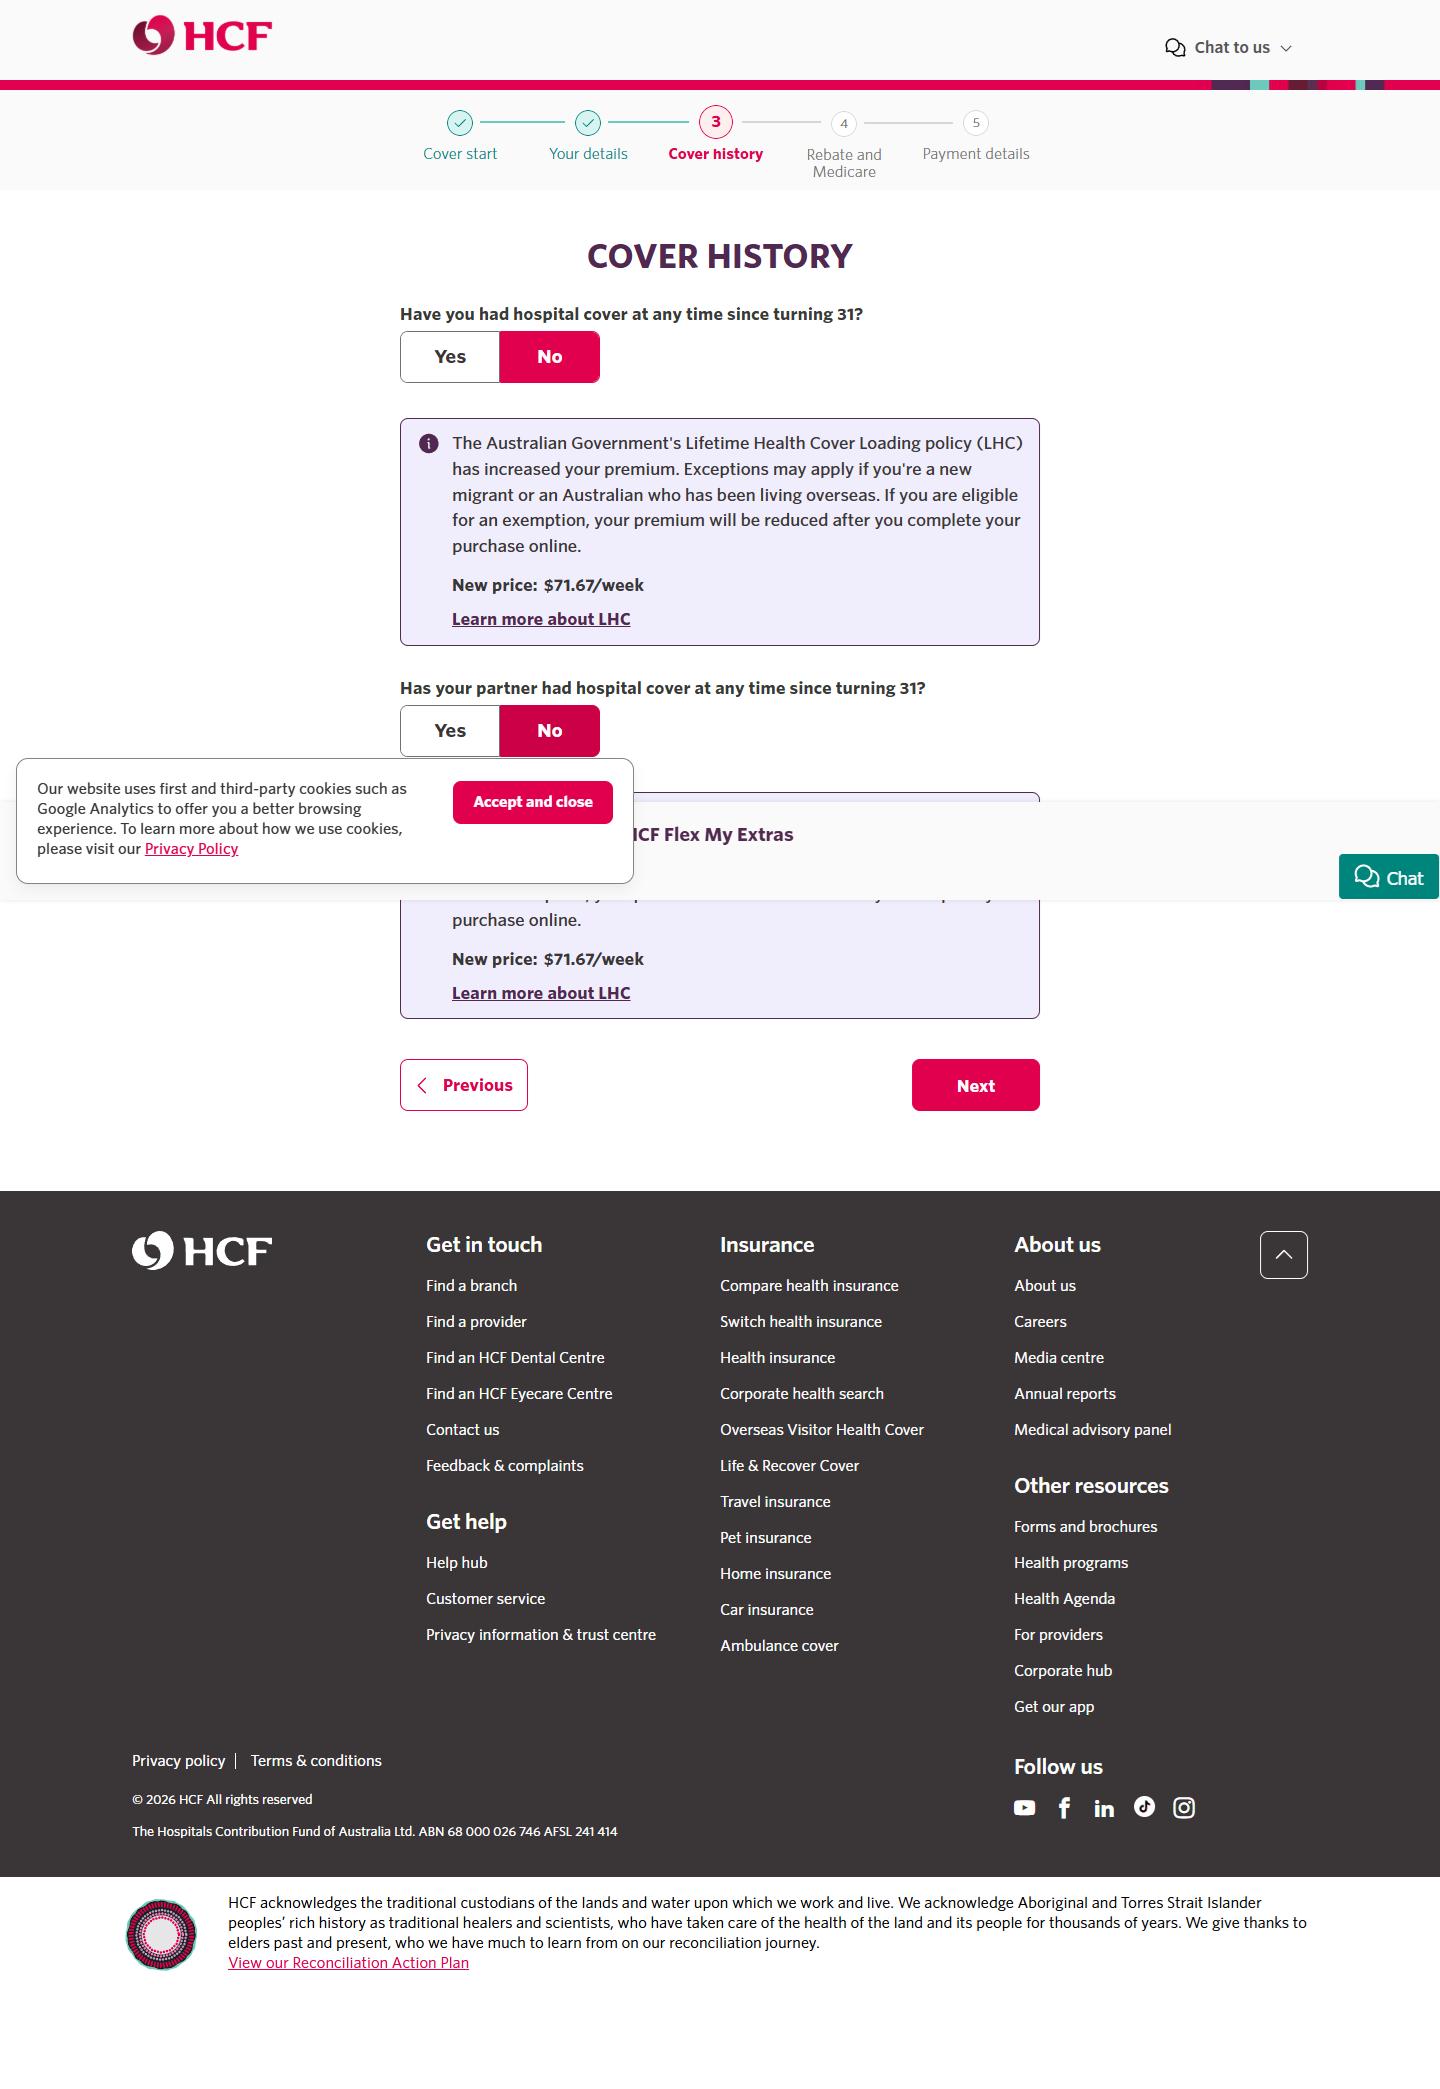 HCF
Chat to us
3
4
5
Cover start
Your details
Cover history
Rebate and
Medicare
Payment details
COVER HISTORY
Have you had hospital cover at any time since turning 31?
Yes
No
The Australian Government's Lifetime Health Cover Loading policy (LHC)
has increased your premium. Exceptions may apply if you're a new
migrant or an Australian who has been living overseas. If you are eligible
for an exemption, your premium will be reduced after you complete your
purchase online.
New price: $71.67/week
Learn more about LHC
Has your partner had hospital cover at any time since turning 31?
Yes
No
Our website uses first and third-party cookies such as
Google Analytics to offer you a better browsing
experience. To learn more about how we use cookies,
please visit our Privacy Policy
Accept and close
HCF Flex My Extras
Chat
purchase online.
New price: $71.67/week
Learn more about LHC
Previous
Next
HCF
Get in touch
Find a branch
Find a provider
Find an HCF Dental Centre
Find an HCF Eyecare Centre
Contact us
Feedback & complaints
Get help
Help hub
Customer service
Privacy information & trust centre
Insurance
Compare health insurance
Switch health insurance
Health insurance
Corporate health search
Overseas Visitor Health Cover
Life & Recover Cover
Travel insurance
Pet insurance
Home insurance
Car insurance
Ambulance cover
About us
About us
Careers
Media centre
Annual reports
Medical advisory panel
Other resources
Forms and brochures
Health programs
Health Agenda
For providers
Corporate hub
Get our app
Follow us
Privacy policy
Terms & conditions
© 2026 HCF All rights reserved
The Hospitals Contribution Fund of Australia Ltd. ABN 68 000 026 746 AFSL 241 414
HCF acknowledges the traditional custodians of the lands and water upon which we work and live. We acknowledge Aboriginal and Torres Strait Islander
peoples’ rich history as traditional healers and scientists, who have taken care of the health of the land and its people for thousands of years. We give thanks to
elders past and present, who we have much to learn from on our reconciliation journey.
View our Reconciliation Action Plan